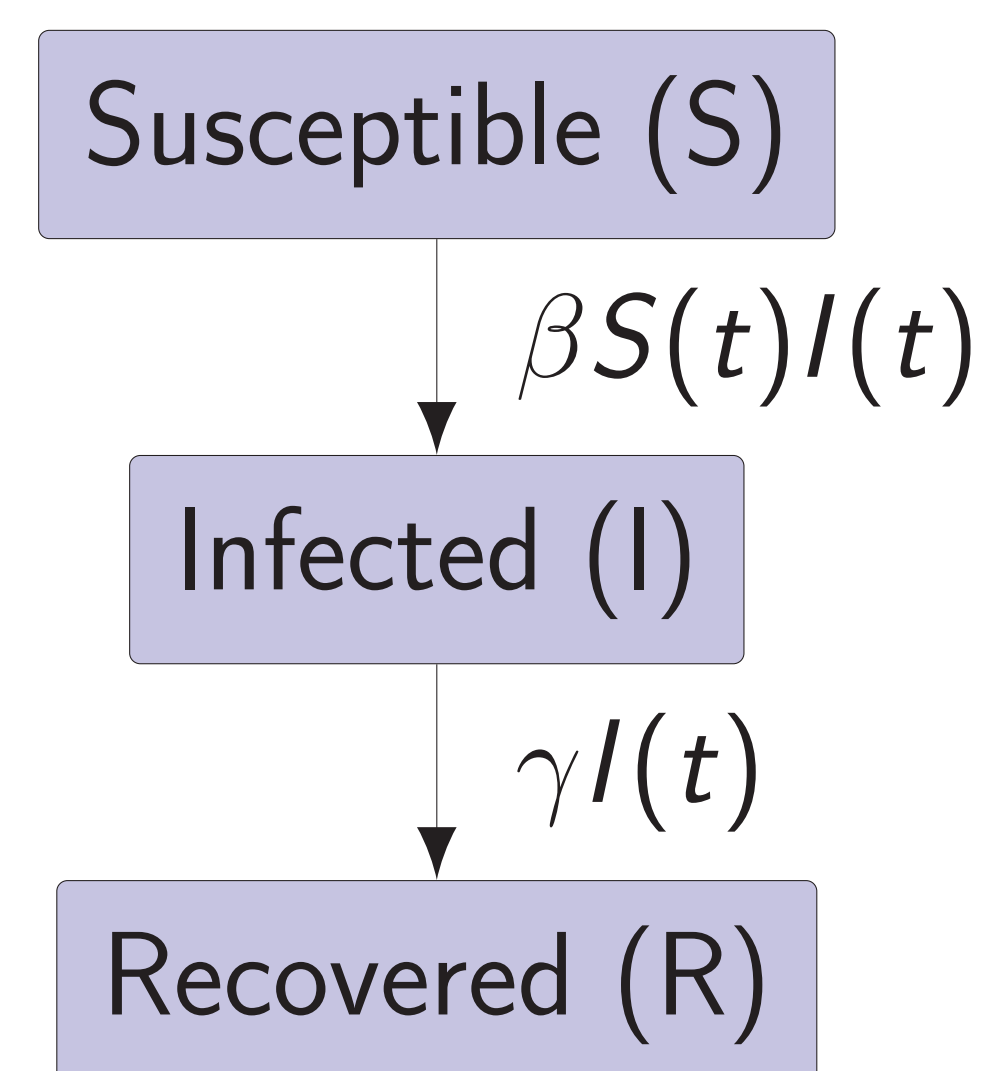 Susceptible (S)
βS(t)I(t)
Infected (I)
γI(t)
Recovered (R)